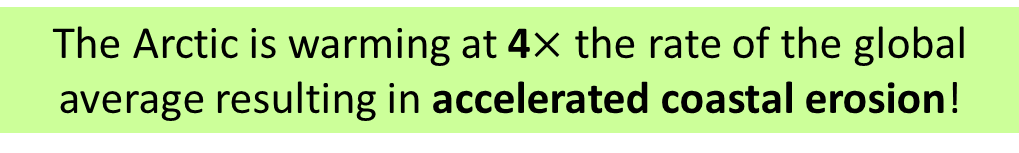 The Arctic is warming at 4× the rate of the global
average resulting in accelerated coastal erosion!